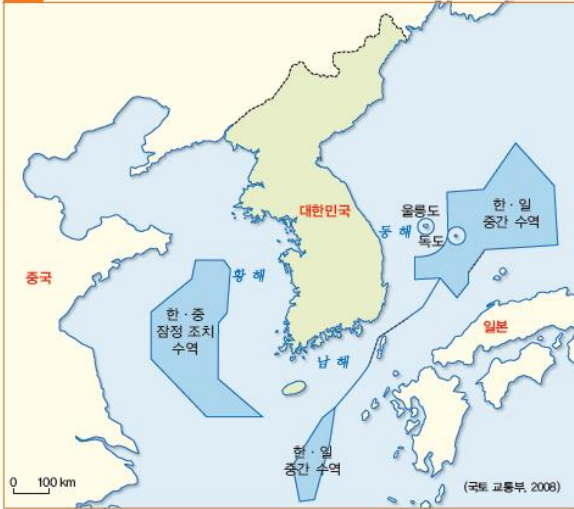 대한민국
울릉도
독도
동 해
한 · 일
중간 수역
중국
황 해
한 · 중
잠정 조치
수역
일본
남 해
한 · 일
중간 수역
0 100 km
(국토 교통부, 2008)